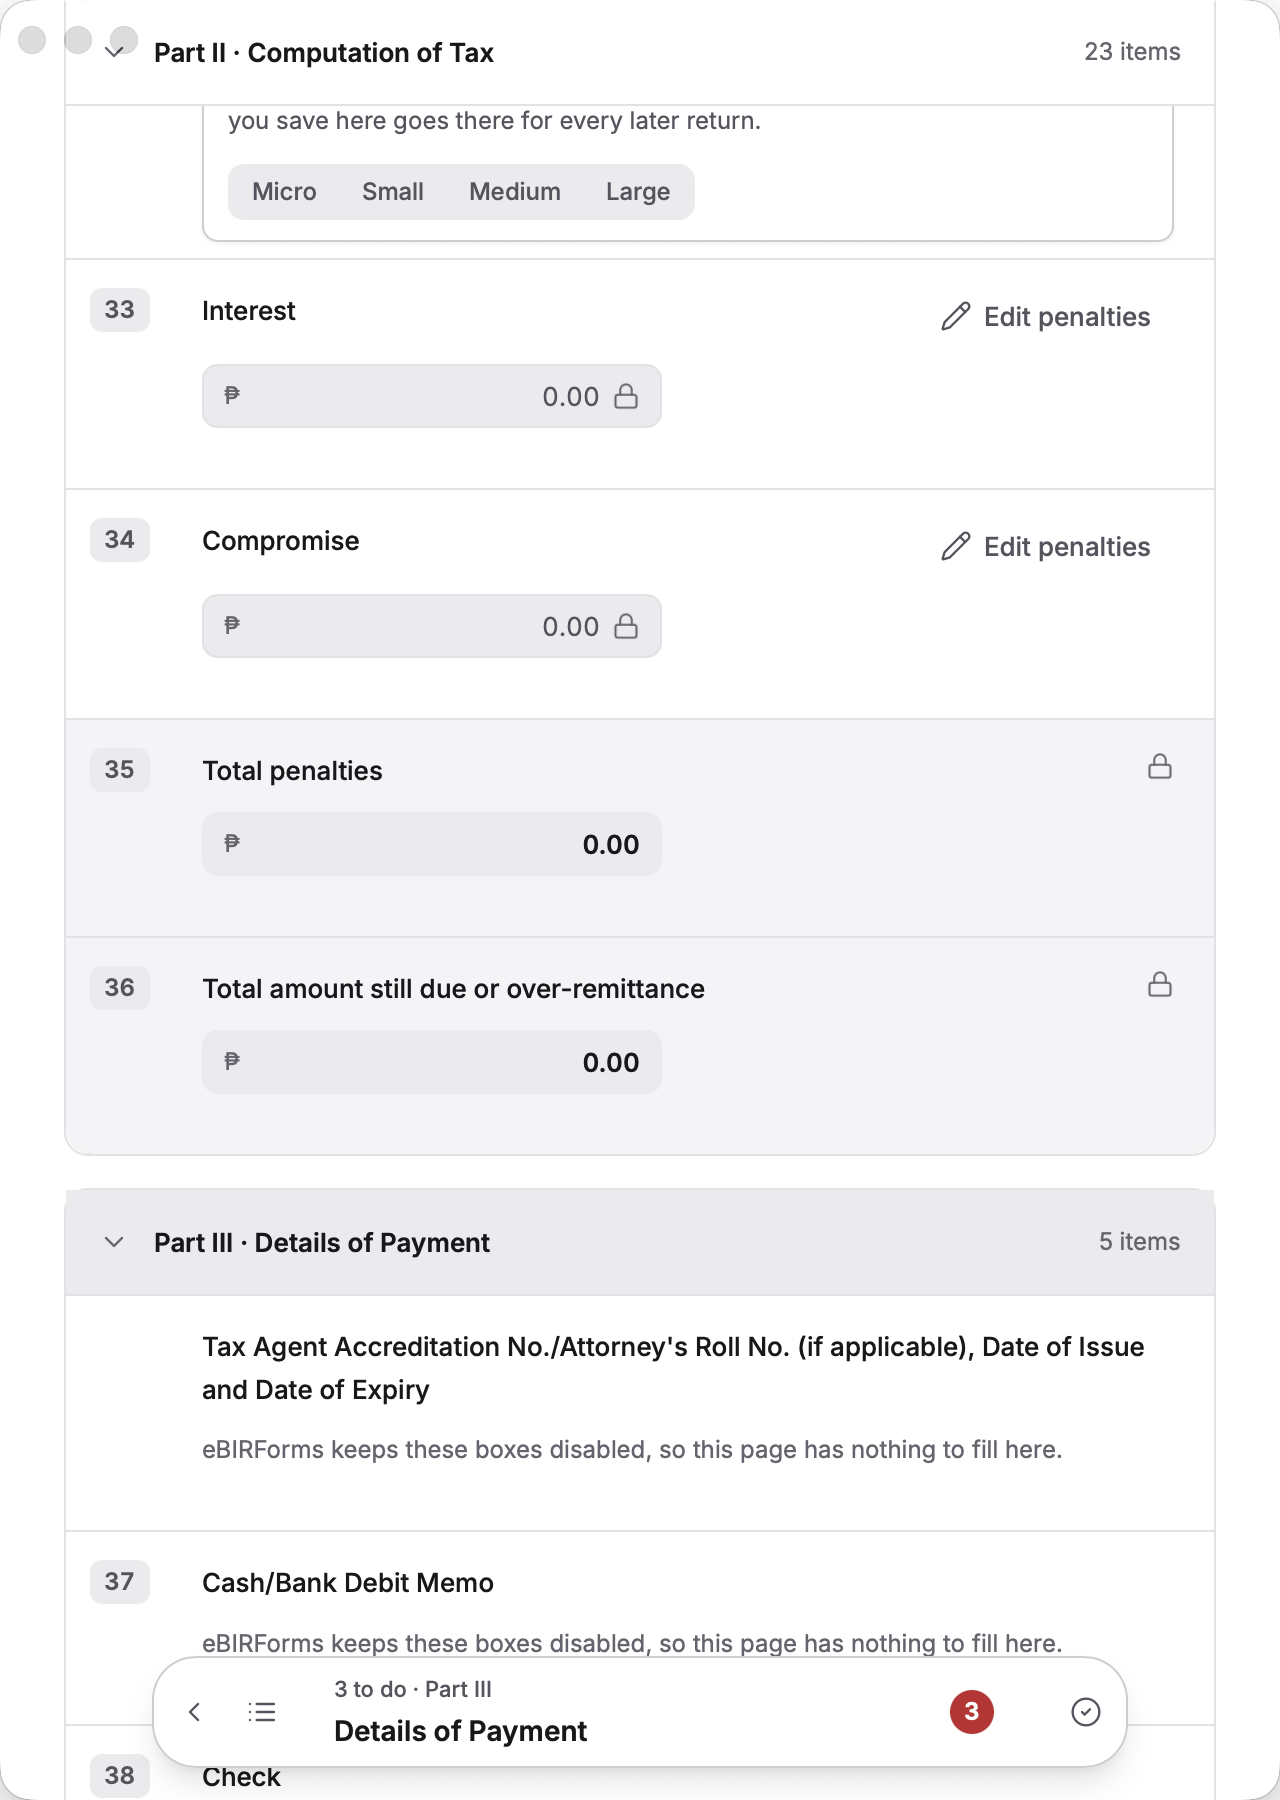 Part II · Computation of Tax
23 items
you save here goes there for every later return.
Micro Small Medium Large
33 Interest
Edit penalties
₱ 0.00
34 Compromise
Edit penalties
₱ 0.00
35 Total penalties
₱ 0.00
36 Total amount still due or over-remittance
₱ 0.00
Part III · Details of Payment
5 items
Tax Agent Accreditation No./Attorney's Roll No. (if applicable), Date of Issue
and Date of Expiry
eBIRForms keeps these boxes disabled, so this page has nothing to fill here.
37 Cash/Bank Debit Memo
eBIRForms keeps these boxes disabled, so this page has nothing to fill here.
3 to do · Part III
Details of Payment
3
38 Check